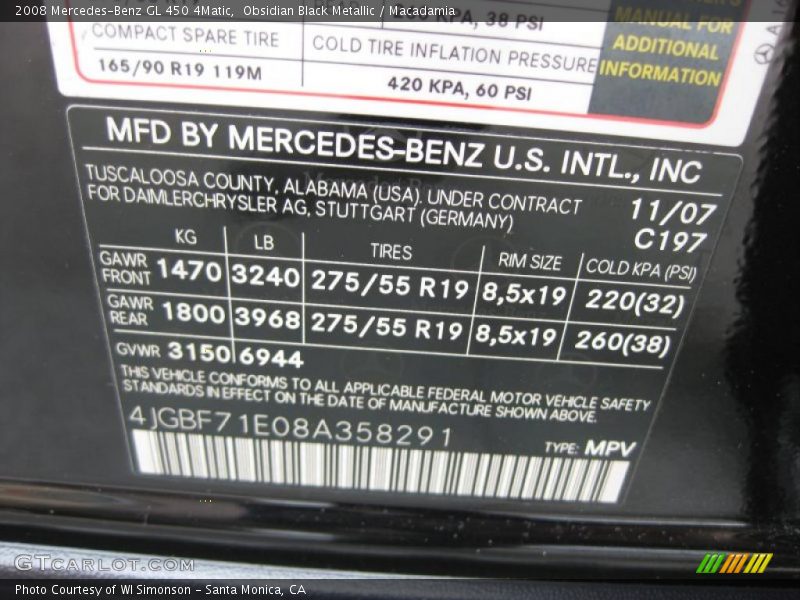 2008 Mercedes-Benz GL 450 4Matic, Obsidian Black Metallic / Macadamia
KPA, 38 PSI
MANUAL FOR
ADDITIONAL
INFORMATION
COMPACT SPARE TIRE
COLD TIRE INFLATION PRESSURE
165/90 R19 119M
420 KPA, 60 PSI
MFD BY MERCEDES-BENZ U.S. INTL., INC
TUSCALOOSA COUNTY, ALABAMA (USA). UNDER CONTRACT
FOR DAIMLERCHRYSLER AG, STUTTGART (GERMANY)
11/07
C197
KG LB TIRES RIM SIZE COLD KPA (PSI)
GAWR FRONT 1470 3240 275/55 R19 8,5x19 220(32)
GAWR REAR 1800 3968 275/55 R19 8,5x19 260(38)
GVWR 3150 6944
THIS VEHICLE CONFORMS TO ALL APPLICABLE FEDERAL MOTOR VEHICLE SAFETY
STANDARDS IN EFFECT ON THE DATE OF MANUFACTURE SHOWN ABOVE.
4JGBF71E08A358291
TYPE: MPV
GTcarlot.com
Photo Courtesy of WI Simonson - Santa Monica, CA